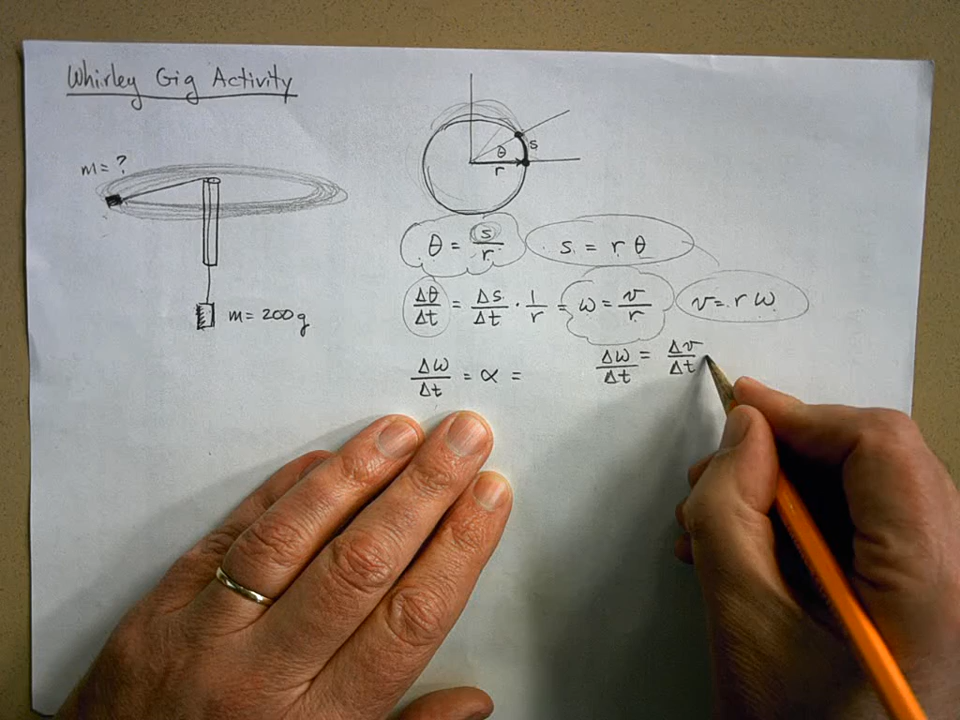 Whirley Gig Activity
m = ?
m = 200g
θ
s
r
θ = s/r
s = r θ
Δθ/Δt = Δs/Δt · 1/r = ω = v/r
v = r ω
Δω/Δt = α =
Δω/Δt = Δv/Δt